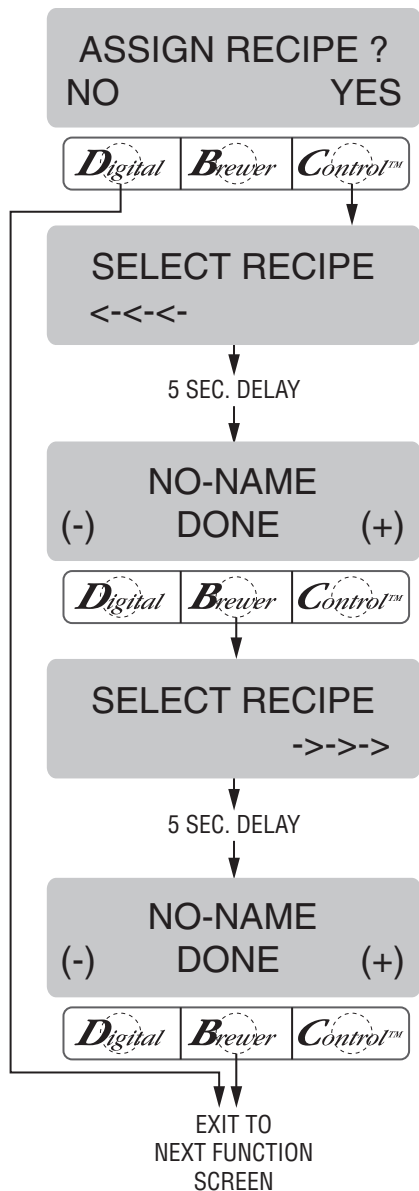 ASSIGN RECIPE ?
NO YES
Digital Brewer Control™
SELECT RECIPE
<-<-<-
5 SEC. DELAY
NO-NAME
(-) DONE (+)
Digital Brewer Control™
SELECT RECIPE
->->->
5 SEC. DELAY
NO-NAME
(-) DONE (+)
Digital Brewer Control™
EXIT TO
NEXT FUNCTION
SCREEN